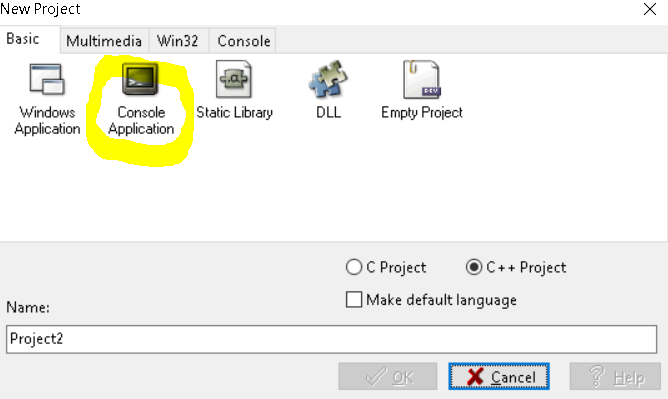 New Project
Basic Multimedia Win32 Console
Windows Application
Console Application
Static Library
DLL
Empty Project
DEV
C Project
C++ Project
Make default language
Name:
Project2
OK Cancel Help